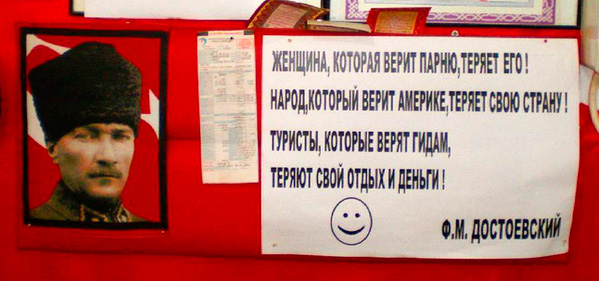 ЖЕНЩИНА, КОТОРАЯ ВЕРИТ ПАРНЮ,ТЕРЯЕТ ЕГО !
НАРОД,КОТОРЫЙ ВЕРИТ АМЕРИКЕ,ТЕРЯЕТ СВОЮ СТРАНУ !
ТУРИСТЫ, КОТОРЫЕ ВЕРЯТ ГИДАМ,
ТЕРЯЮТ СВОЙ ОТДЫХ И ДЕНЬГИ !
Ф.М. ДОСТОЕВСКИЙ